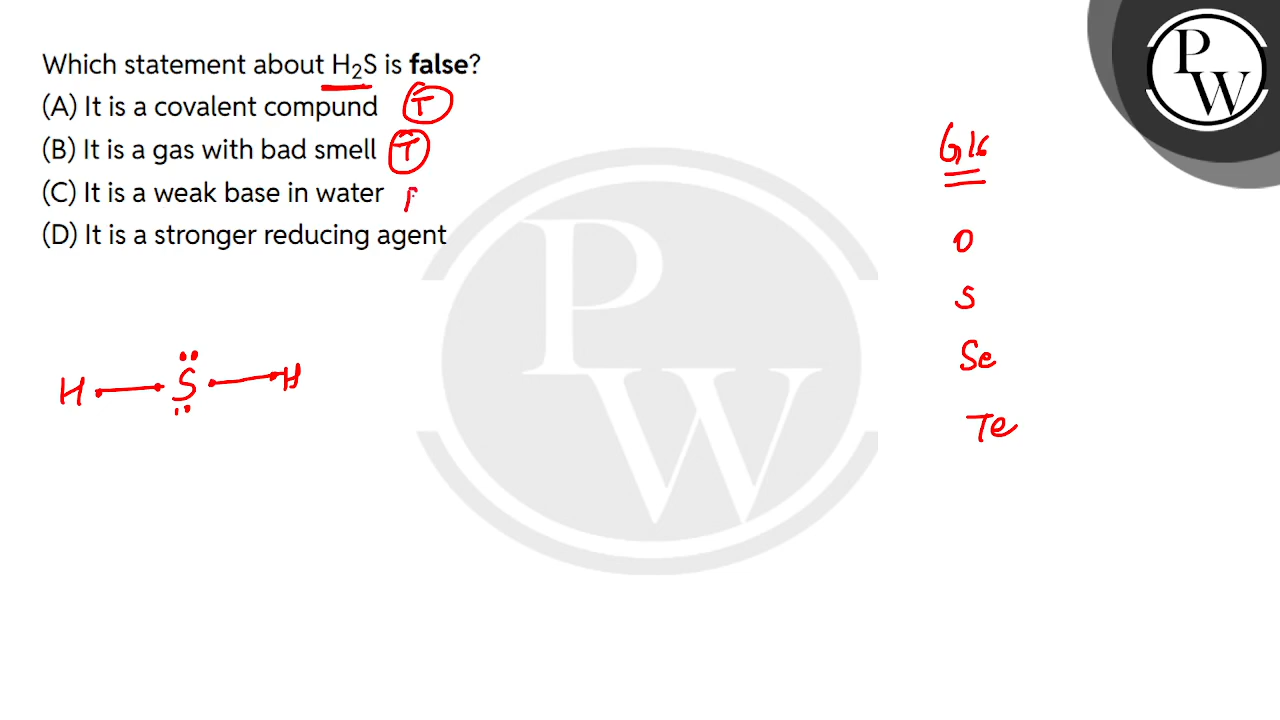 Which statement about H₂S is false?
(A) It is a covalent compund T
(B) It is a gas with bad smell T
(C) It is a weak base in water
(D) It is a stronger reducing agent
H S H
G16
O
S
Se
Te
P
W
P
W